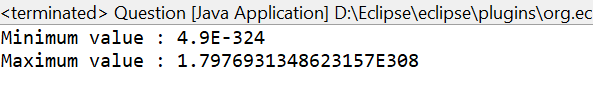 <terminated> Question [Java Application] D:\Eclipse\eclipse\plugins\org.ec
Minimum value : 4.9E-324
Maximum value : 1.7976931348623157E308